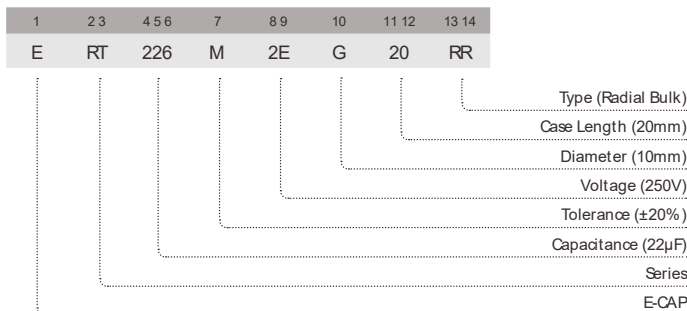 1 2 3 4 5 6 7 8 9 10 11 12 13 14
E RT 226 M 2E G 20 RR
Type (Radial Bulk)
Case Length (20mm)
Diameter (10mm)
Voltage (250V)
Tolerance (±20%)
Capacitance (22µF)
Series
E-CAP